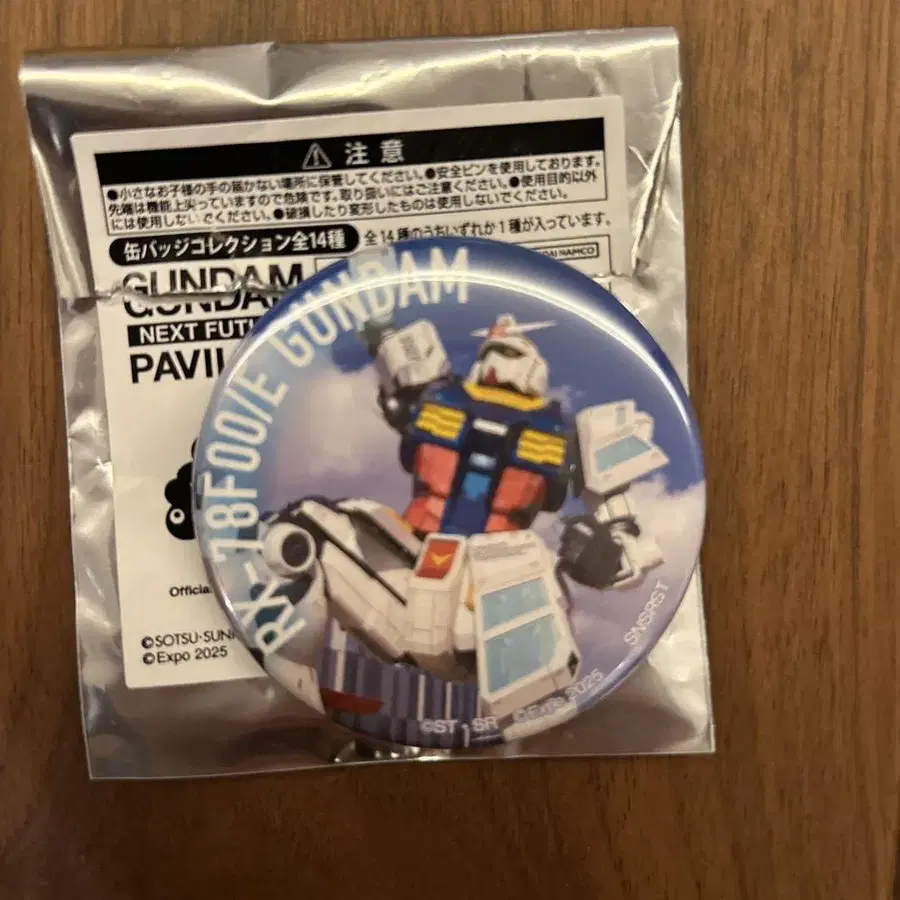 ⚠ 注意
●小さなお子様の手の届かない場所に保管してください。●安全ピンを使用しております。
先端は機能上尖っていますので危険です。取り扱いにはご注意ください。●使用目的以外
には使用しないでください。●破損したり変形したものは使用しないでください。
缶バッジコレクション全14種 全14種のうちいずれか1種が入っています。
NAMCO
GUNDAM
NEXT
Official
©SOTSU·
©Expo 2025
RX-78F00/E GUNDAM
©ST·SR ©Expo 2025 SNSRST